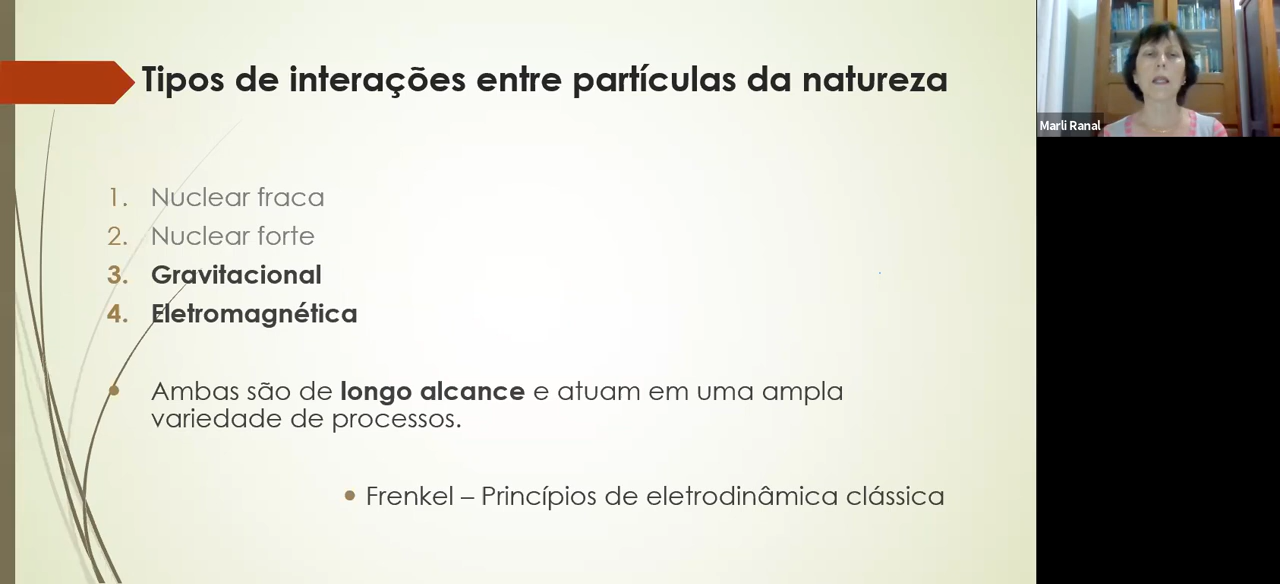 Tipos de interações entre partículas da natureza
1. Nuclear fraca
2. Nuclear forte
3. Gravitacional
4. Eletromagnética
• Ambas são de longo alcance e atuam em uma ampla
variedade de processos.
• Frenkel – Princípios de eletrodinâmica clássica
Marli Ranal